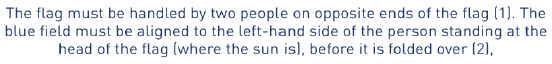 The flag must be handled by two people on opposite ends of the flag (1). The
blue field must be aligned to the left-hand side of the person standing at the
head of the flag (where the sun is), before it is folded over (2),